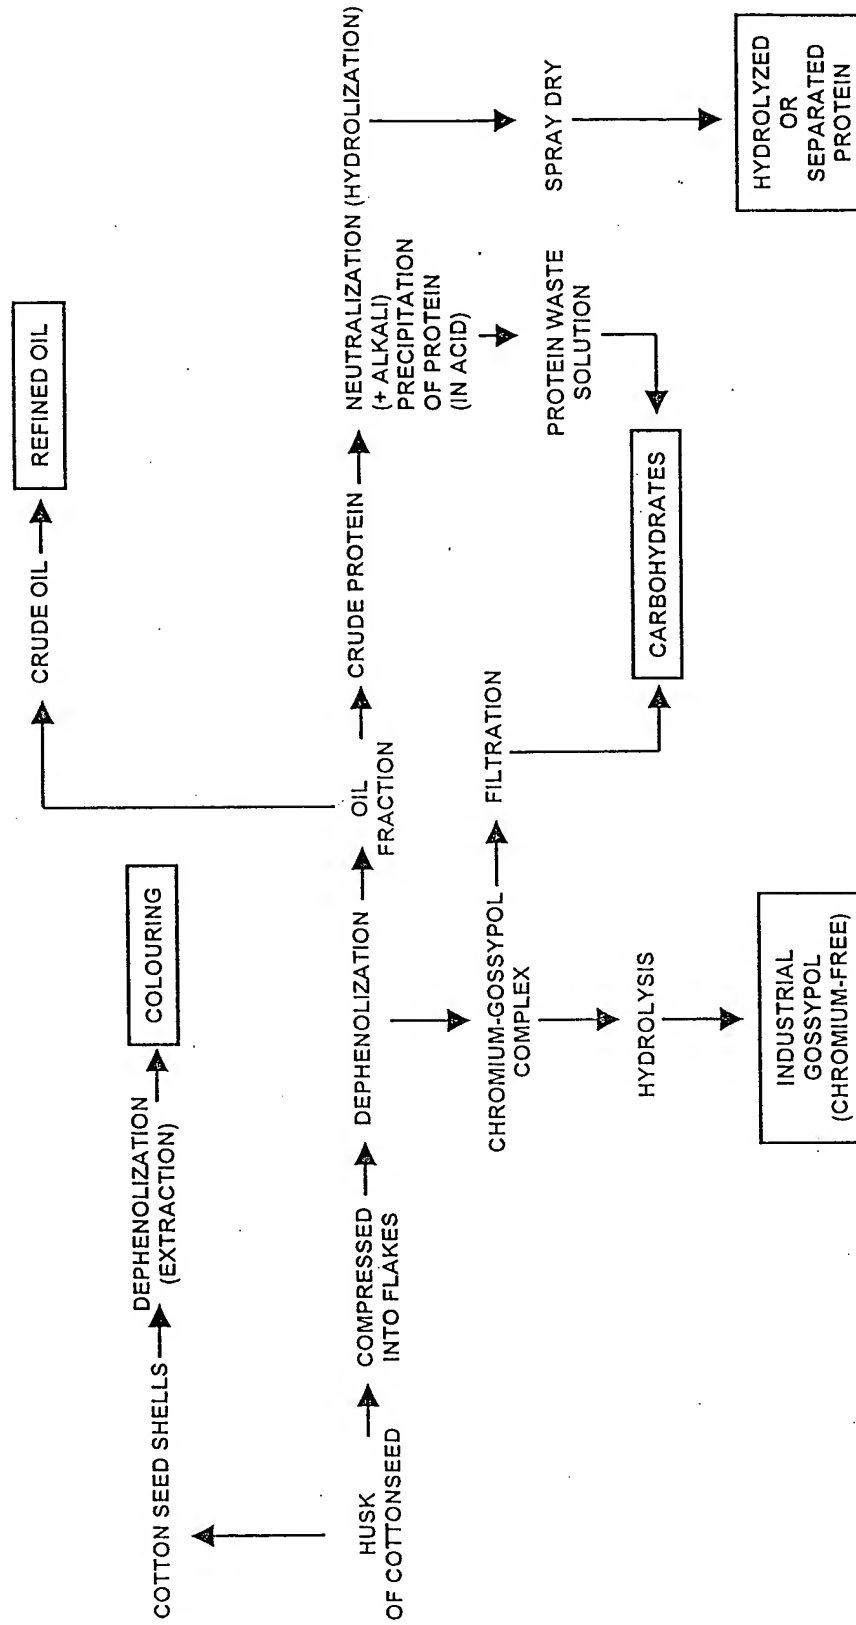 COTTON SEED SHELLS
DEPHENOLIZATION
(EXTRACTION)
COLOURING
CRUDE OIL
REFINED OIL
HUSK
OF COTTONSEED
COMPRESSED
INTO FLAKES
DEPHENOLIZATION
OIL
FRACTION
CRUDE PROTEIN
NEUTRALIZATION (HYDROLIZATION)
(+ ALKALI)
PRECIPITATION
OF PROTEIN
(IN ACID)
CHROMIUM-GOSSYPOL
COMPLEX
FILTRATION
PROTEIN WASTE
SOLUTION
SPRAY DRY
HYDROLYSIS
CARBOHYDRATES
INDUSTRIAL
GOSSYPOL
(CHROMIUM-FREE)
HYDROLYZED
OR
SEPARATED
PROTEIN